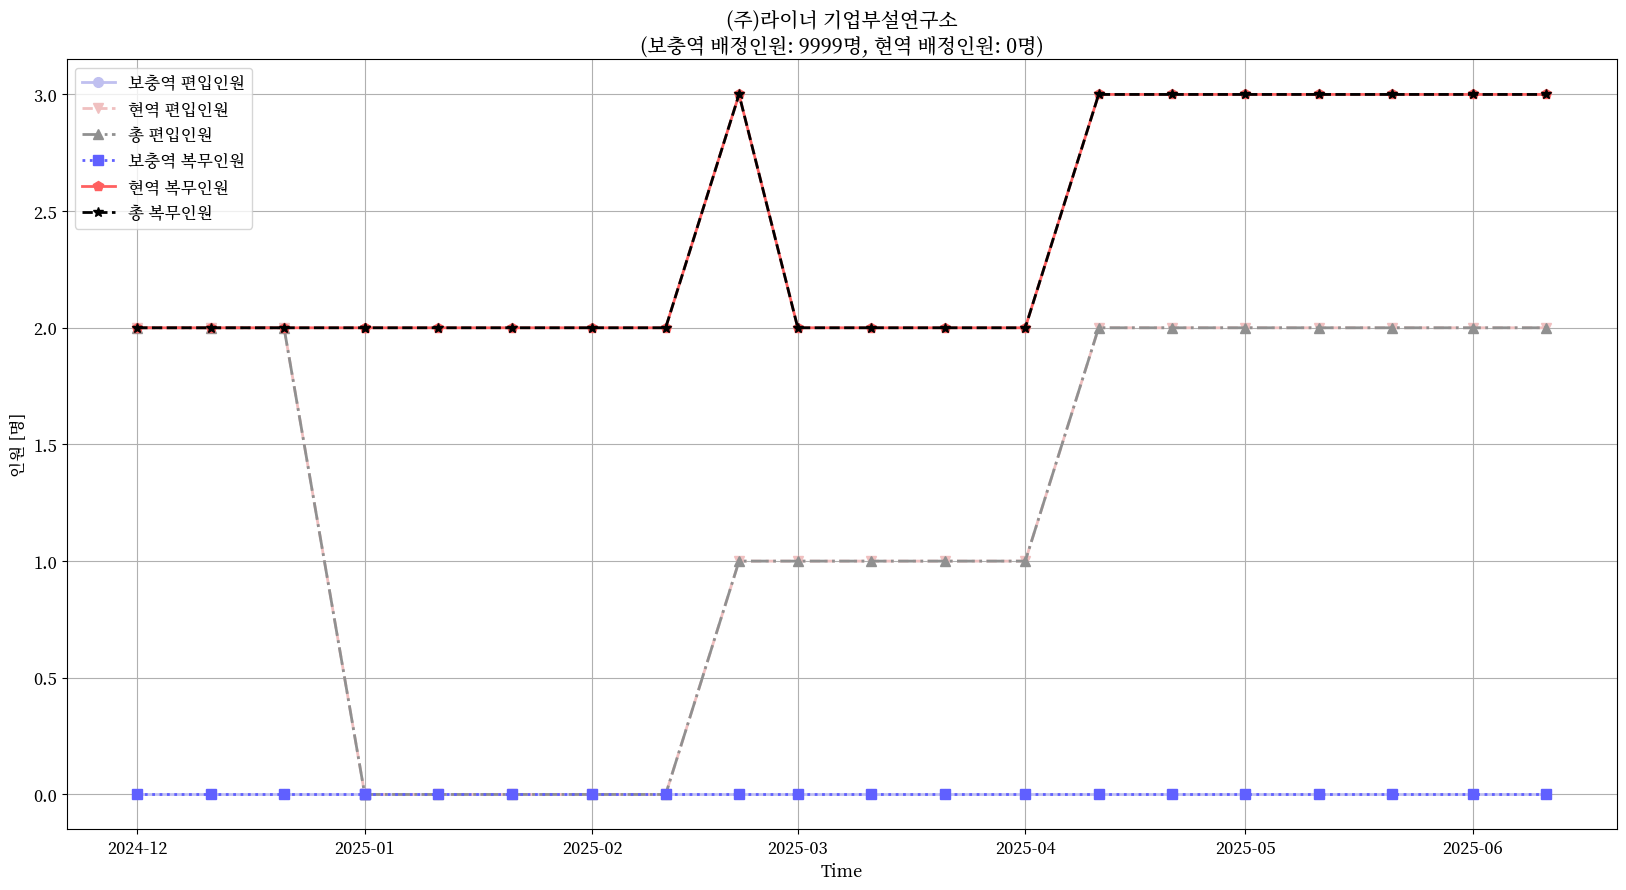 (주)라이너 기업부설연구소
(보충역 배정인원: 9999명, 현역 배정인원: 0명)
보충역 편입인원
현역 편입인원
총 편입인원
보충역 복무인원
현역 복무인원
총 복무인원
3.0
2.5
2.0
1.5
1.0
0.5
0.0
인원 [명]
2024-12 2025-01 2025-02 2025-03 2025-04 2025-05 2025-06
Time